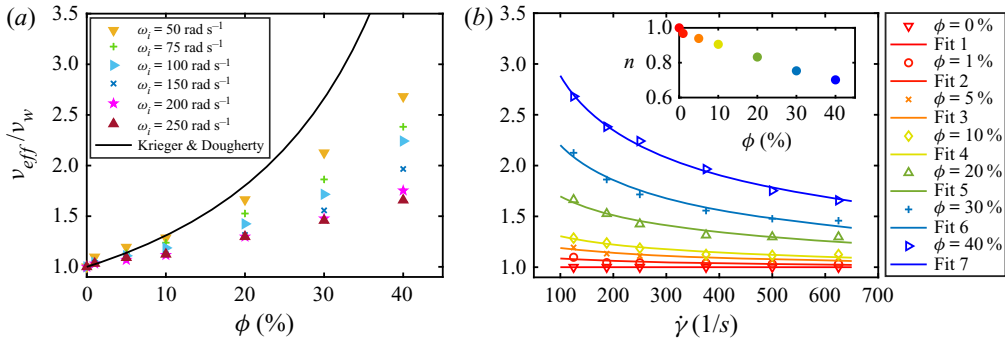 (a)
3.5
3.0
2.5
2.0
1.5
1.0
ν_eff/ν_w
0
10
20
30
40
ϕ (%)
ω_i = 50 rad s⁻¹
ω_i = 75 rad s⁻¹
ω_i = 100 rad s⁻¹
ω_i = 150 rad s⁻¹
ω_i = 200 rad s⁻¹
ω_i = 250 rad s⁻¹
Krieger & Dougherty
(b)
3.5
3.0
2.5
2.0
1.5
1.0
100
200
300
400
500
600
700
γ̇ (1/s)
1.0
0.8
0.6
n
0
10
20
30
40
ϕ (%)
ϕ = 0 %
Fit 1
ϕ = 1 %
Fit 2
ϕ = 5 %
Fit 3
ϕ = 10 %
Fit 4
ϕ = 20 %
Fit 5
ϕ = 30 %
Fit 6
ϕ = 40 %
Fit 7